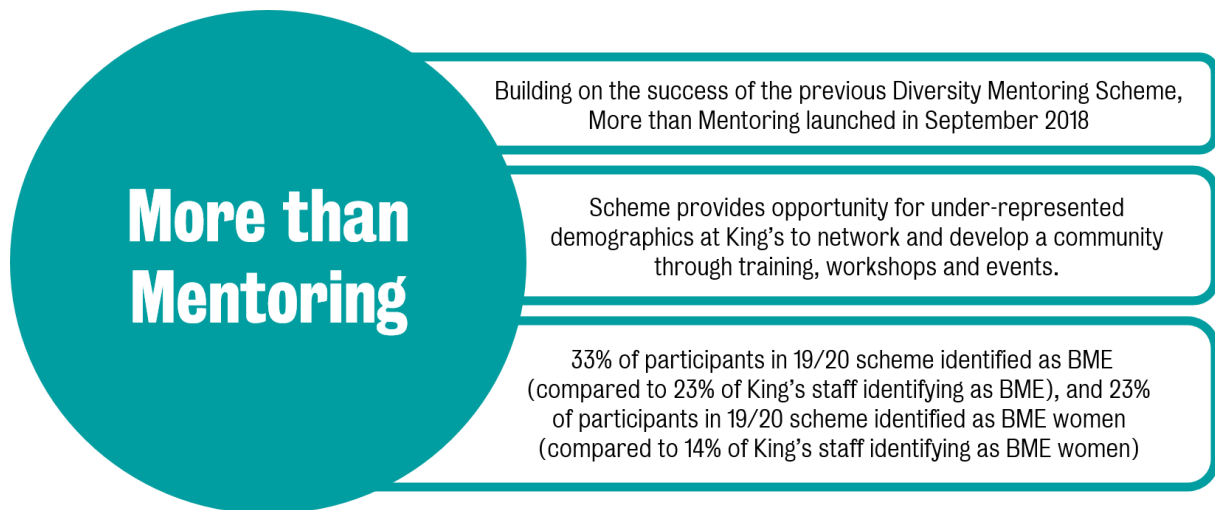 More than
Mentoring
Building on the success of the previous Diversity Mentoring Scheme,
More than Mentoring launched in September 2018
Scheme provides opportunity for under-represented
demographics at King's to network and develop a community
through training, workshops and events.
33% of participants in 19/20 scheme identified as BME
(compared to 23% of King's staff identifying as BME), and 23%
of participants in 19/20 scheme identified as BME women
(compared to 14% of King's staff identifying as BME women)